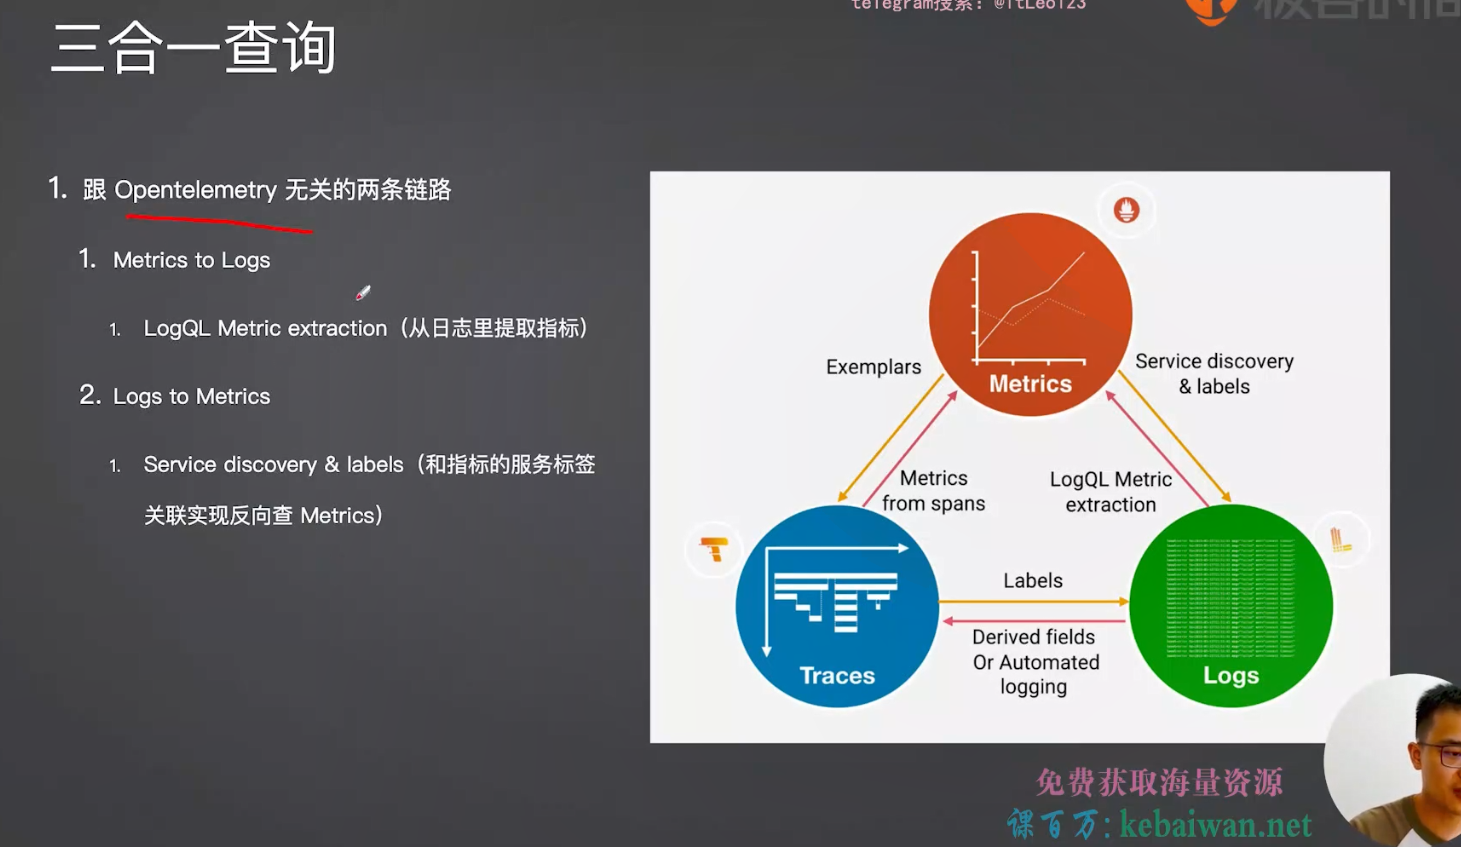 telegram搜索：@itLeo123
三合一查询
1. 跟 Opentelemetry 无关的两条链路
1. Metrics to Logs
1. LogQL Metric extraction（从日志里提取指标）
2. Logs to Metrics
1. Service discovery & labels（和指标的服务标签
关联实现反向查 Metrics）
Metrics
Exemplars
Service discovery
& labels
Metrics
from spans
LogQL Metric
extraction
Labels
Derived fields
Or Automated
logging
Traces
Logs
免费获取海量资源
课百万:kebaiwan.net